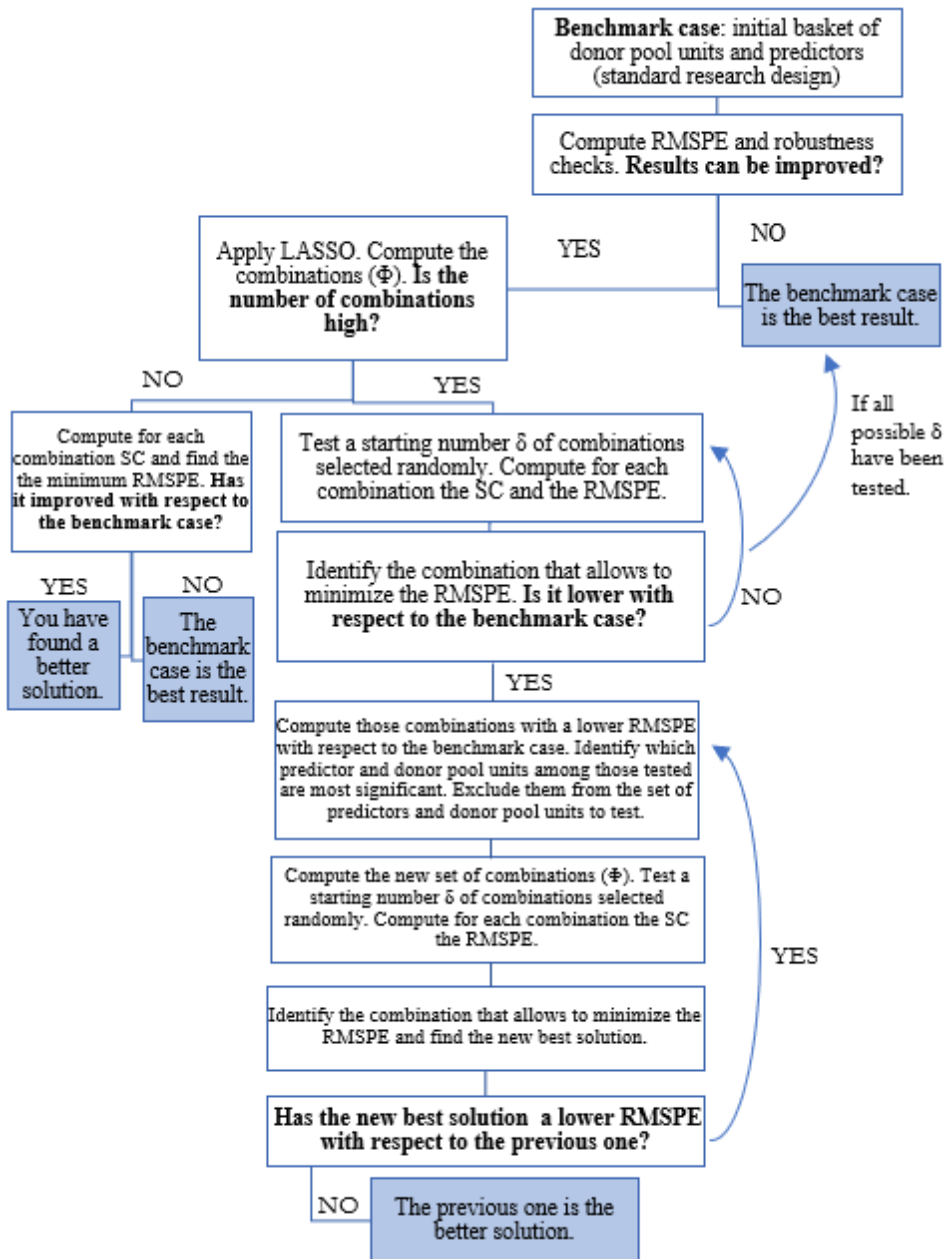 Benchmark case: initial basket of
donor pool units and predictors
(standard research design)
Compute RMSPE and robustness
checks. Results can be improved?
YES
NO
Apply LASSO. Compute the
combinations (Φ). Is the
number of combinations
high?
The benchmark case
is the best result.
NO
YES
If all
possible δ
have been
tested.
Compute for each
combination SC and find the
the minimum RMSPE. Has
it improved with respect to
the benchmark case?
Test a starting number δ of combinations
selected randomly. Compute for each
combination the SC and the RMSPE.
YES
NO
You have
found a
better
solution.
The
benchmark
case is the
best result.
Identify the combination that allows to
minimize the RMSPE. Is it lower with
respect to the benchmark case?
NO
YES
Compute those combinations with a lower RMSPE
with respect to the benchmark case. Identify which
predictor and donor pool units among those tested
are most significant. Exclude them from the set of
predictors and donor pool units to test.
Compute the new set of combinations (Φ). Test a
starting number δ of combinations selected
randomly. Compute for each combination the SC
the RMSPE.
YES
Identify the combination that allows to minimize the
RMSPE and find the new best solution.
Has the new best solution a lower RMSPE
with respect to the previous one?
NO
The previous one is the
better solution.